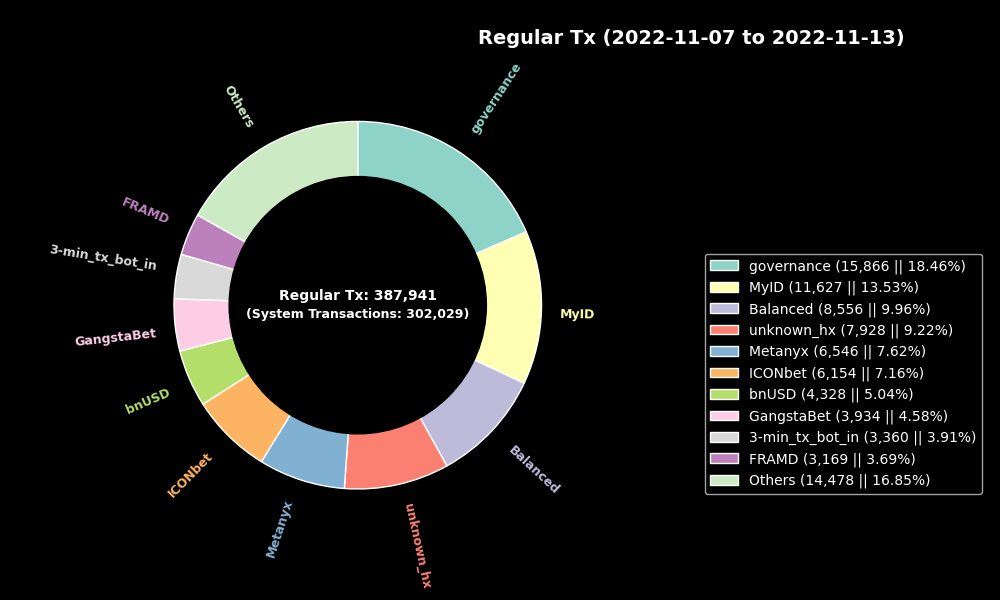 Regular Tx (2022-11-07 to 2022-11-13)
governance
Others
FRAMD
3-min_tx_bot_in
GangstaBet
bnUSD
ICONbet
Metanyx
unknown_hx
Balanced
MyID
Regular Tx: 387,941
(System Transactions: 302,029)
governance (15,866 || 18.46%)
MyID (11,627 || 13.53%)
Balanced (8,556 || 9.96%)
unknown_hx (7,928 || 9.22%)
Metanyx (6,546 || 7.62%)
ICONbet (6,154 || 7.16%)
bnUSD (4,328 || 5.04%)
GangstaBet (3,934 || 4.58%)
3-min_tx_bot_in (3,360 || 3.91%)
FRAMD (3,169 || 3.69%)
Others (14,478 || 16.85%)